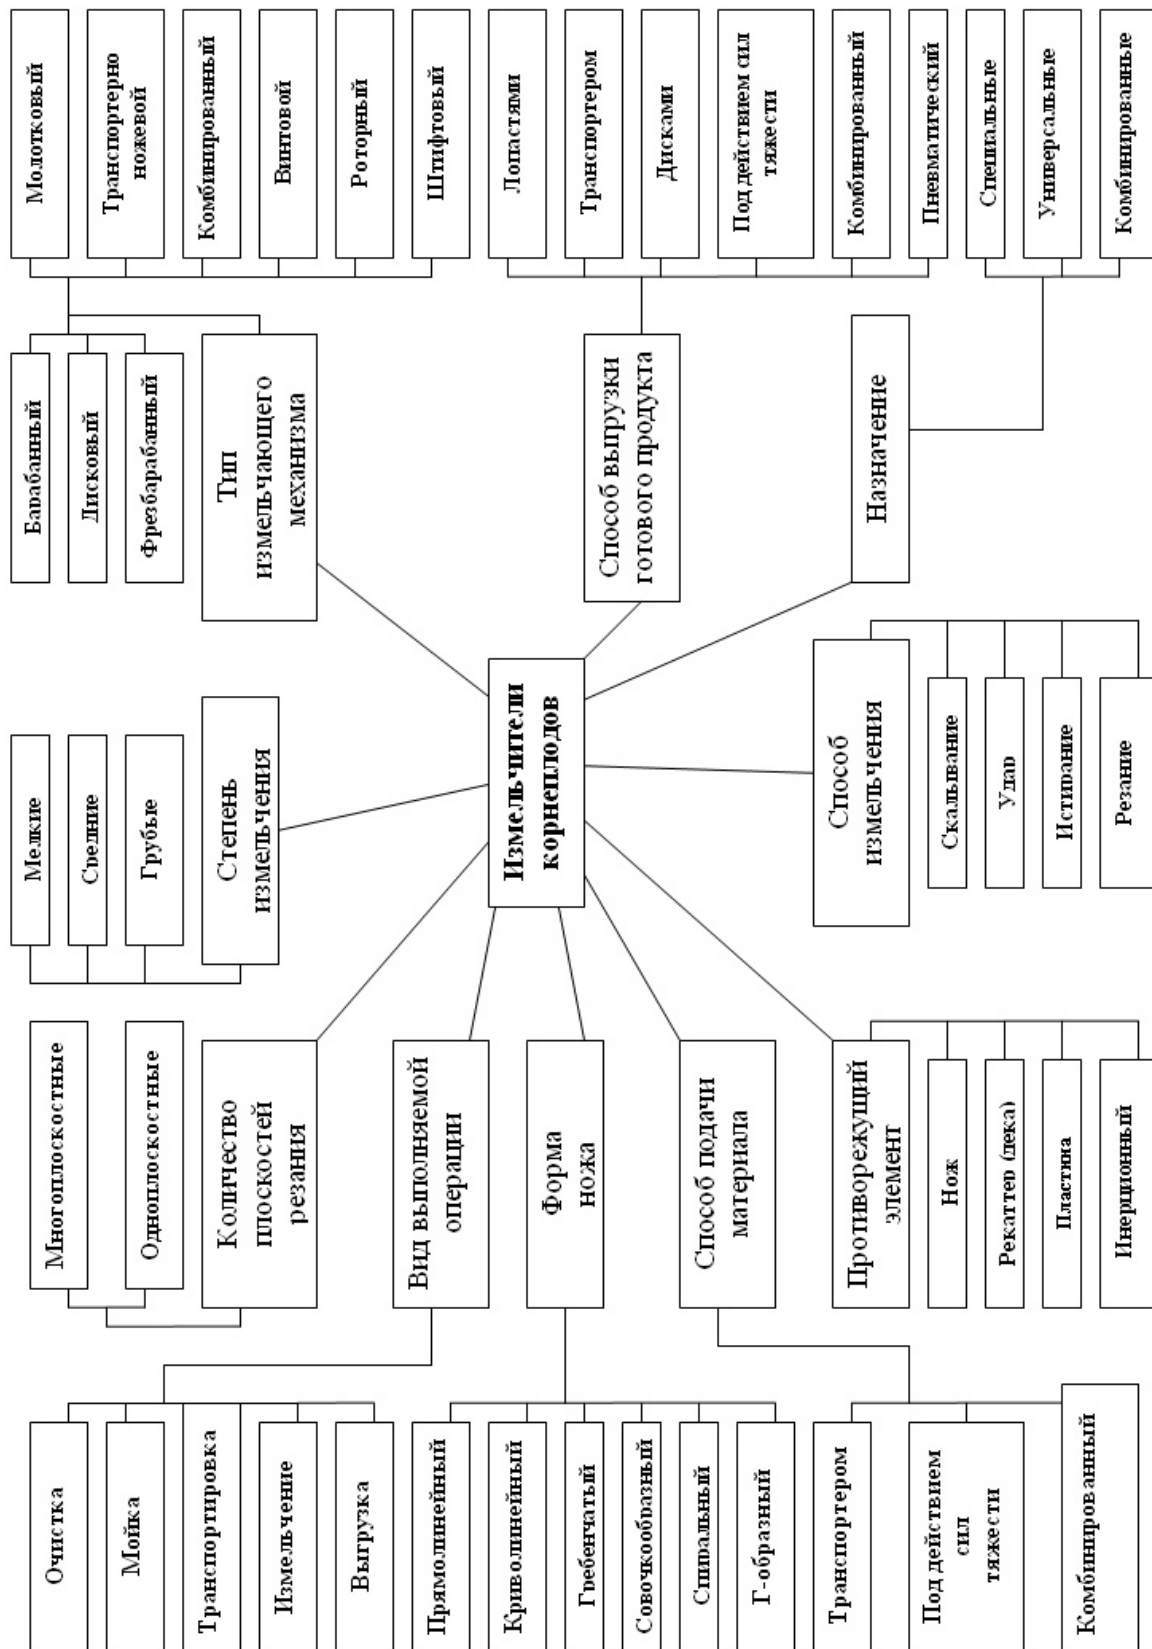 Очистка
Мойка
Транспортировка
Измельчение
Выгрузка
Прямолинейный
Криволинейный
Гребенчатый
Совочкообразный
Спиральный
Г-образный
Транспортером
Под действием
сил
тяжести
Комбинированный
Многоплоскостные
Одноплоскостные
Количество
плоскостей
резания
Вид выполняемой
операции
Форма
ножа
Способ подачи
материала
Противорежущий
элемент
Нож
Рекаттер (дека)
Пластина
Инерционный
Мелкие
Средние
Грубые
Степень
измельчения
Измельчители
корнеплодов
Способ
измельчения
Скалывание
Удар
Истирание
Резание
Барабанный
Дисковый
Фрезбарабанный
Тип
измельчающего
механизма
Способ выгрузки
готового продукта
Назначение
Молотковый
Транспортерно
ножевой
Комбинированный
Винтовой
Роторный
Штифтовый
Лопастями
Транспортером
Дисками
Под действием сил
тяжести
Комбинированный
Пневматический
Специальные
Универсальные
Комбинированные